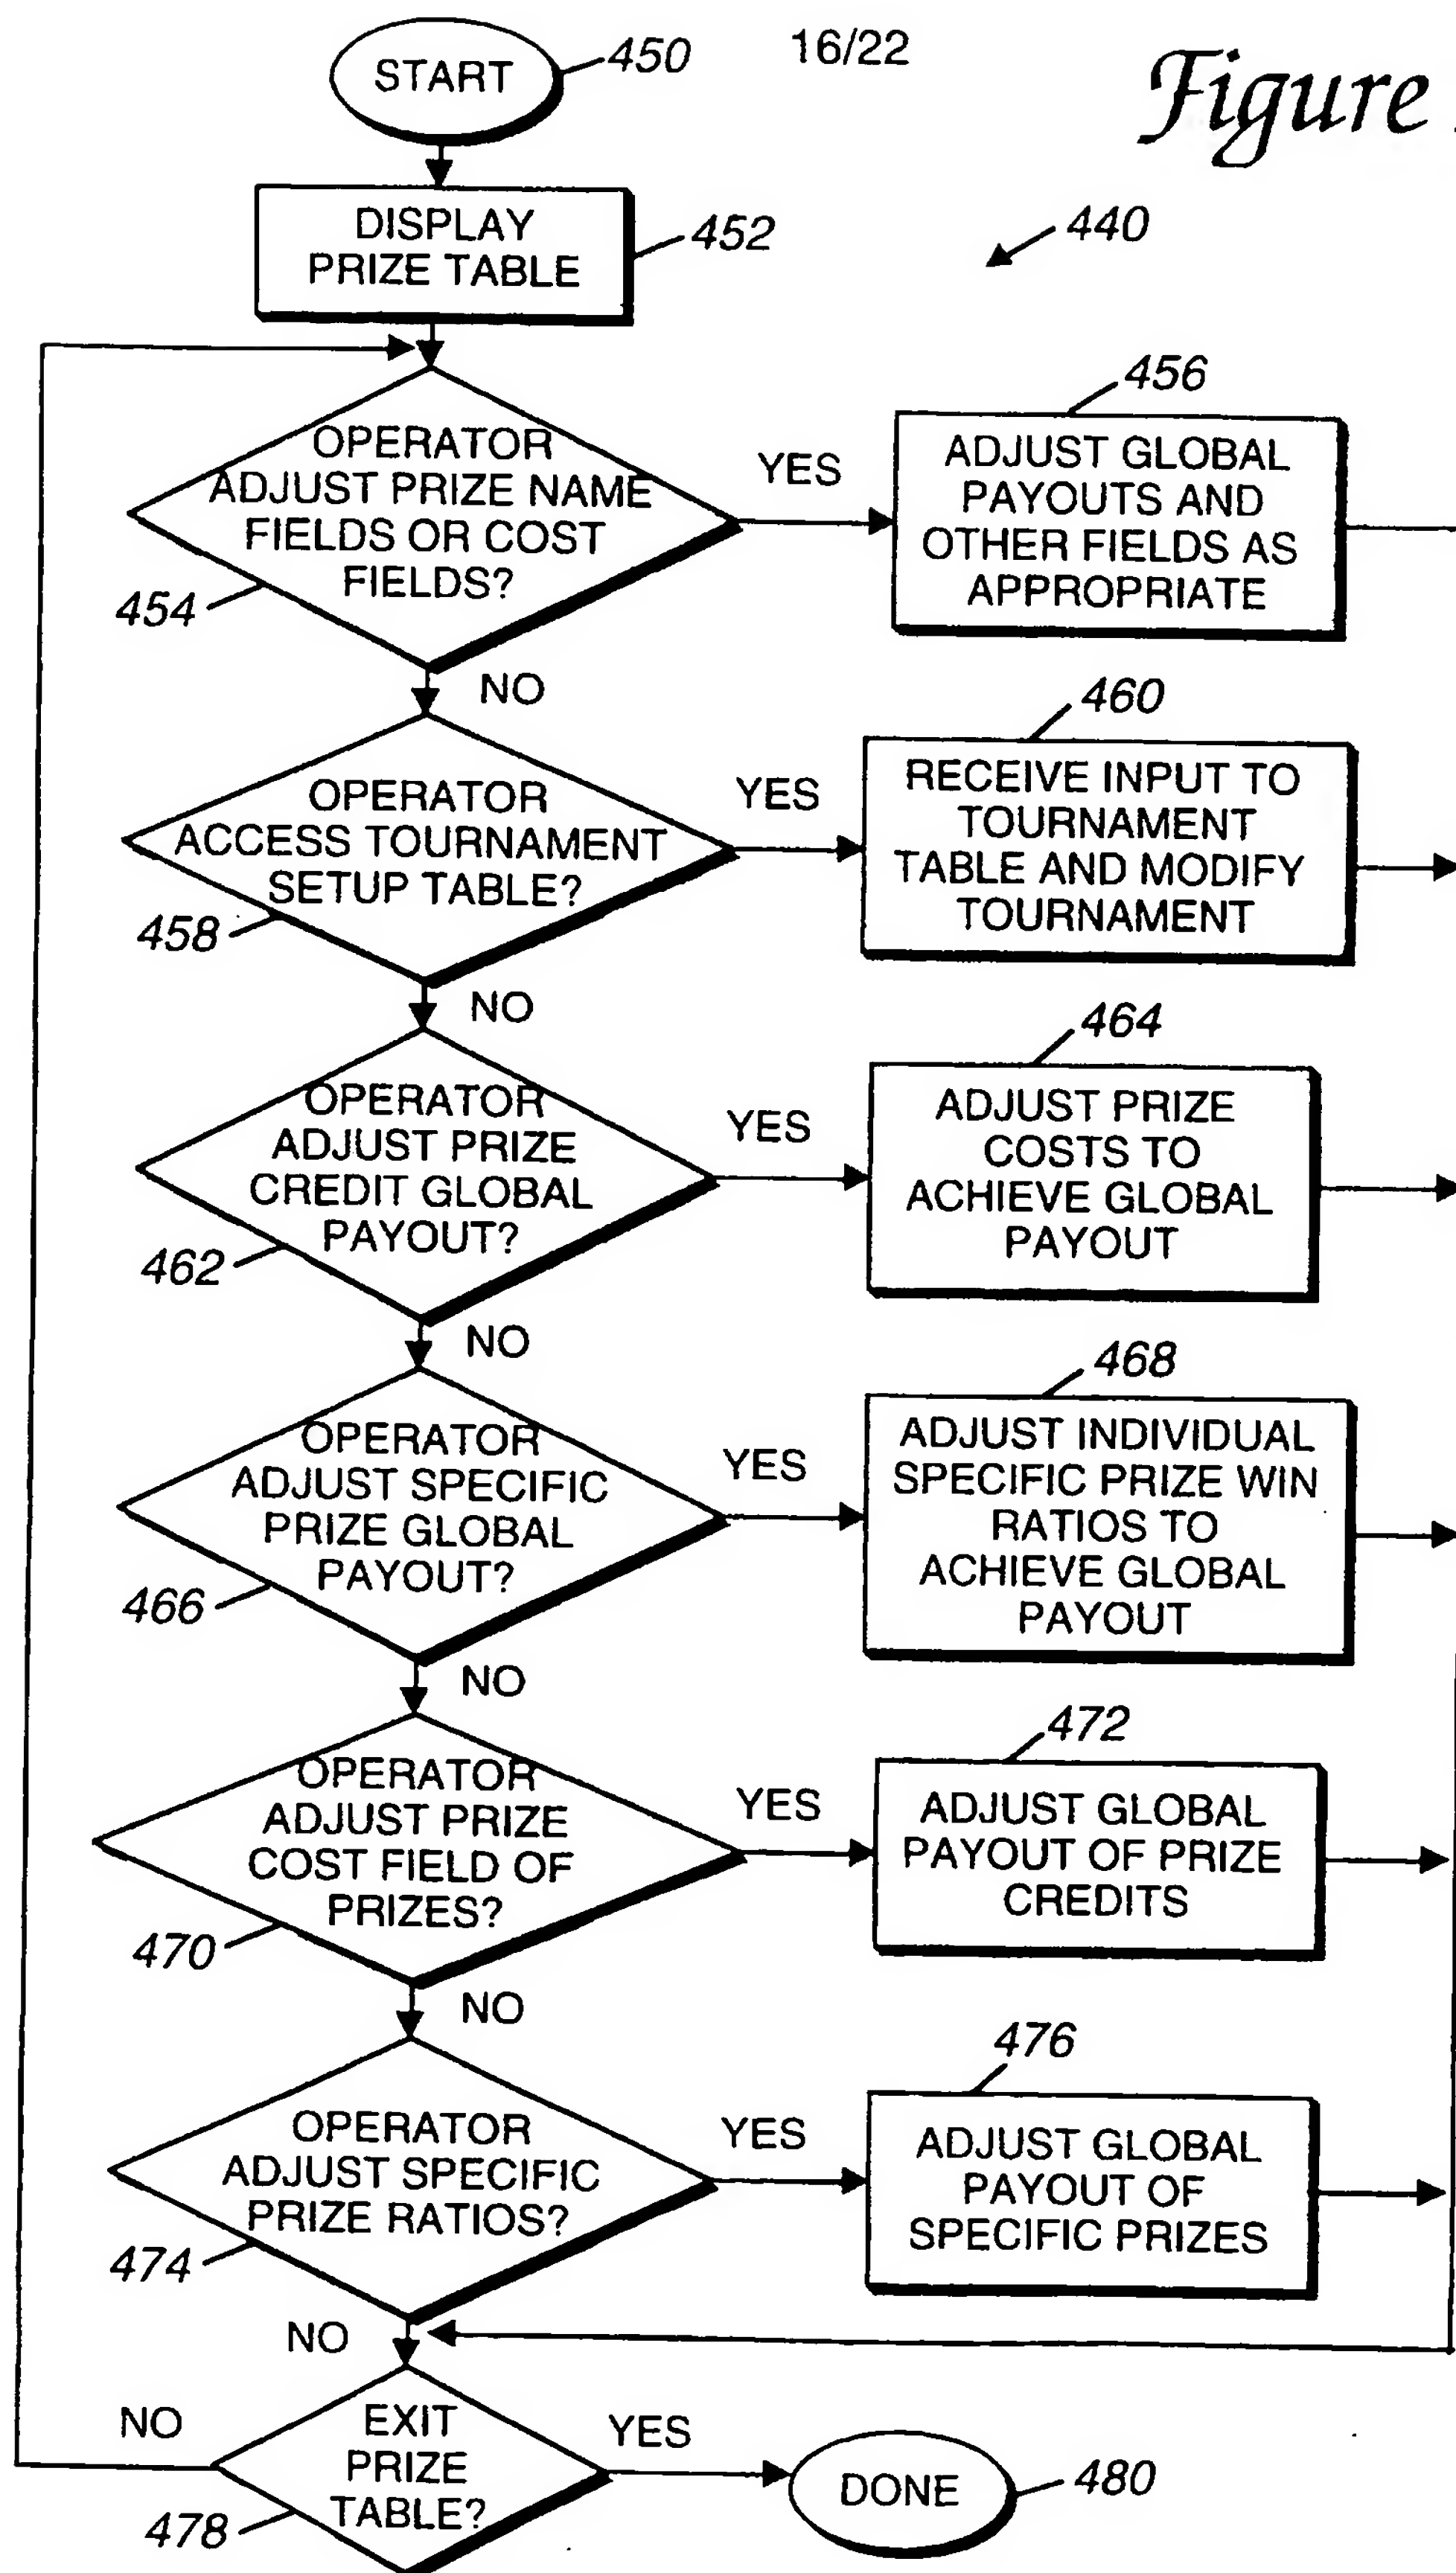 START
450
16/22
Figure
DISPLAY
PRIZE TABLE
452
440
OPERATOR
ADJUST PRIZE NAME
FIELDS OR COST
FIELDS?
454
YES
456
ADJUST GLOBAL
PAYOUTS AND
OTHER FIELDS AS
APPROPRIATE
NO
OPERATOR
ACCESS TOURNAMENT
SETUP TABLE?
458
YES
460
RECEIVE INPUT TO
TOURNAMENT
TABLE AND MODIFY
TOURNAMENT
NO
OPERATOR
ADJUST PRIZE
CREDIT GLOBAL
PAYOUT?
462
YES
464
ADJUST PRIZE
COSTS TO
ACHIEVE GLOBAL
PAYOUT
NO
OPERATOR
ADJUST SPECIFIC
PRIZE GLOBAL
PAYOUT?
466
YES
468
ADJUST INDIVIDUAL
SPECIFIC PRIZE WIN
RATIOS TO
ACHIEVE GLOBAL
PAYOUT
NO
OPERATOR
ADJUST PRIZE
COST FIELD OF
PRIZES?
470
YES
472
ADJUST GLOBAL
PAYOUT OF PRIZE
CREDITS
NO
OPERATOR
ADJUST SPECIFIC
PRIZE RATIOS?
474
YES
476
ADJUST GLOBAL
PAYOUT OF
SPECIFIC PRIZES
NO
NO
EXIT
PRIZE
TABLE?
478
YES
DONE
480